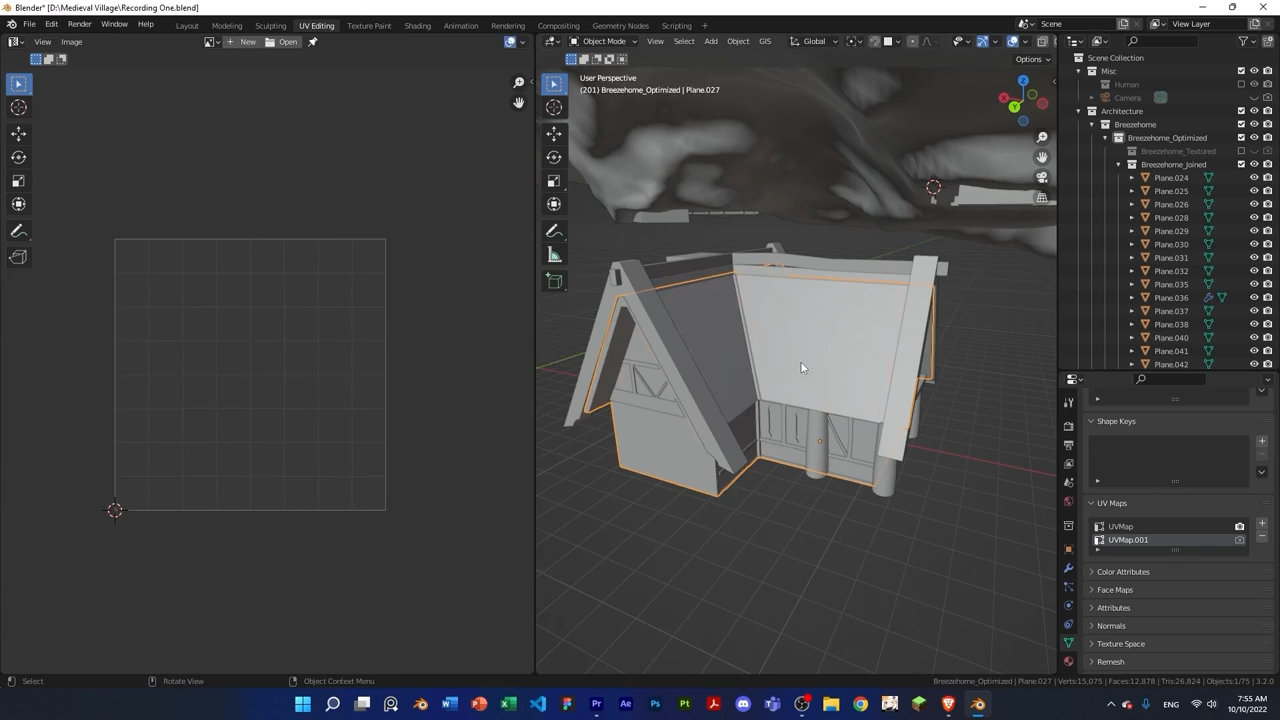 Blender* [D:\Medieval Village\Recording One.blend]
File Edit Render Window Help Layout Modeling Sculpting UV Editing Texture Paint Shading Animation Rendering Compositing Geometry Nodes Scripting + Scene View Layer
View Image New Open Object Mode View Select Add Object GIS Global
Options
User Perspective
(201) Breezehome_Optimized | Plane.027
X Y Z
Scene Collection
Misc
Human
Camera
Architecture
Breezehome
Breezehome_Optimized
Breezehome_Textured
Breezehome_Joined
Plane.024
Plane.025
Plane.026
Plane.028
Plane.029
Plane.030
Plane.031
Plane.032
Plane.035
Plane.036
Plane.037
Plane.038
Plane.040
Plane.041
Plane.042
Shape Keys
UV Maps
UVMap
UVMap.001
Color Attributes
Face Maps
Attributes
Normals
Texture Space
Remesh
Select Rotate View Object Context Menu Breezehome_Optimized | Plane.027 | Verts:15,075 | Faces:12,878 | Tris:26,824 | Objects:1/75 | 3.2.0
ENG 7:55 AM
10/10/2022